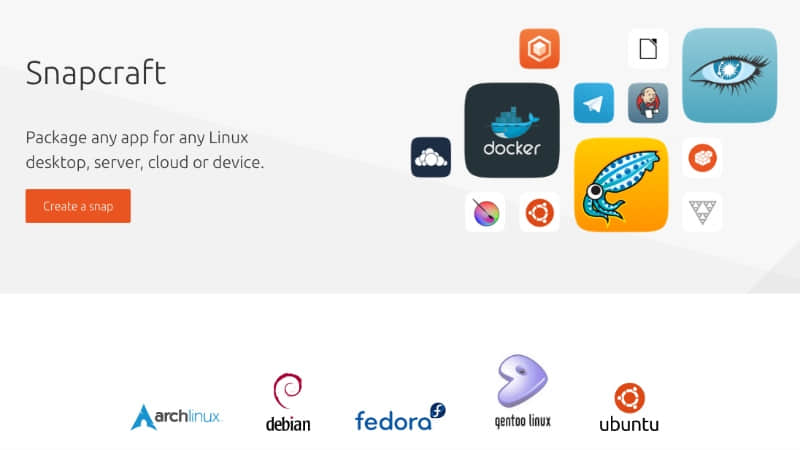 Snapcraft
Package any app for any Linux
desktop, server, cloud or device.
Create a snap
docker
archlinux
debian
fedora
gentoo linux
ubuntu